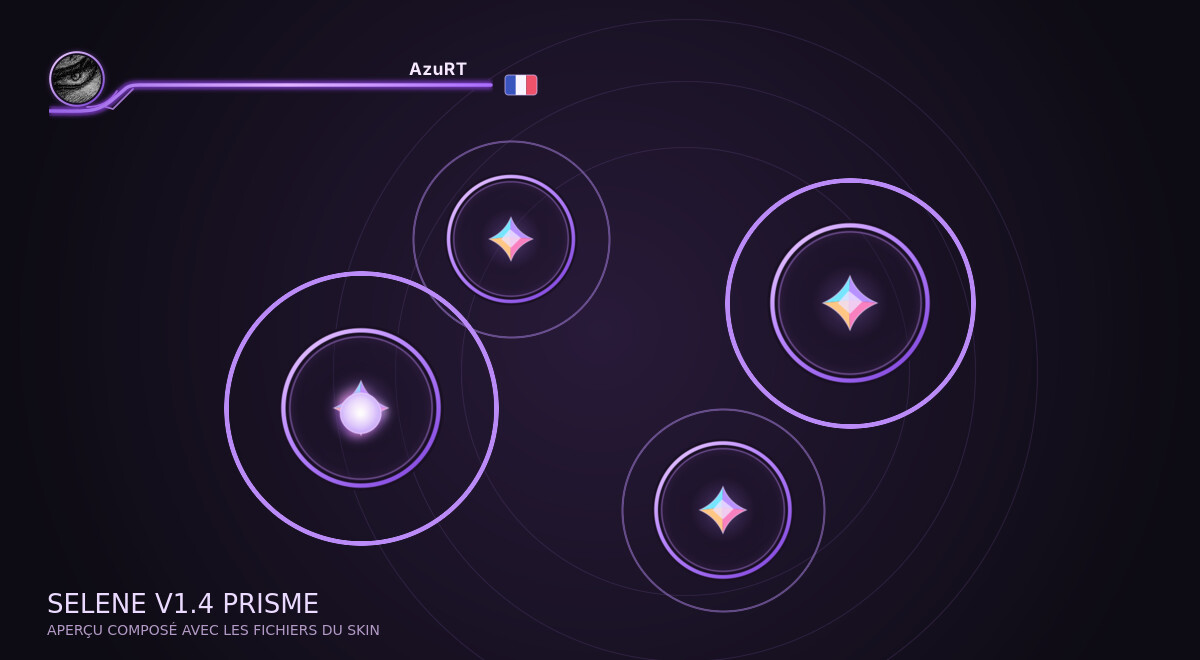 AzuRT
SELENE V1.4 PRISME
APERÇU COMPOSÉ AVEC LES FICHIERS DU SKIN